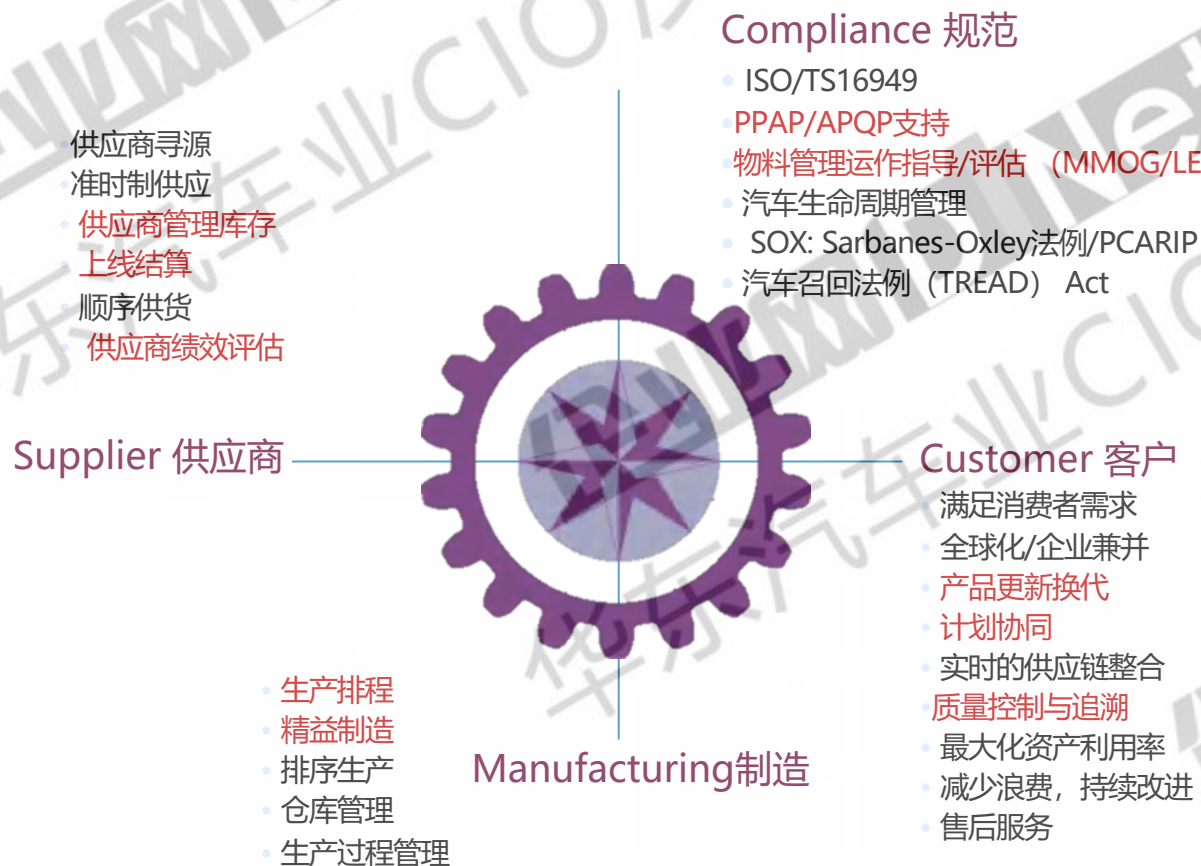 Compliance 规范
ISO/TS16949
PPAP/APQP支持
物料管理运作指导/评估 （MMOG/LE
汽车生命周期管理
SOX: Sarbanes-Oxley法例/PCARIP
汽车召回法例（TREAD） Act
供应商寻源
准时制供应
供应商管理库存
上线结算
顺序供货
供应商绩效评估
Supplier 供应商
Customer 客户
满足消费者需求
全球化/企业兼并
产品更新换代
计划协同
实时的供应链整合
质量控制与追溯
最大化资产利用率
减少浪费，持续改进
售后服务
生产排程
精益制造
排序生产
仓库管理
生产过程管理
Manufacturing制造
华东汽车业CIO